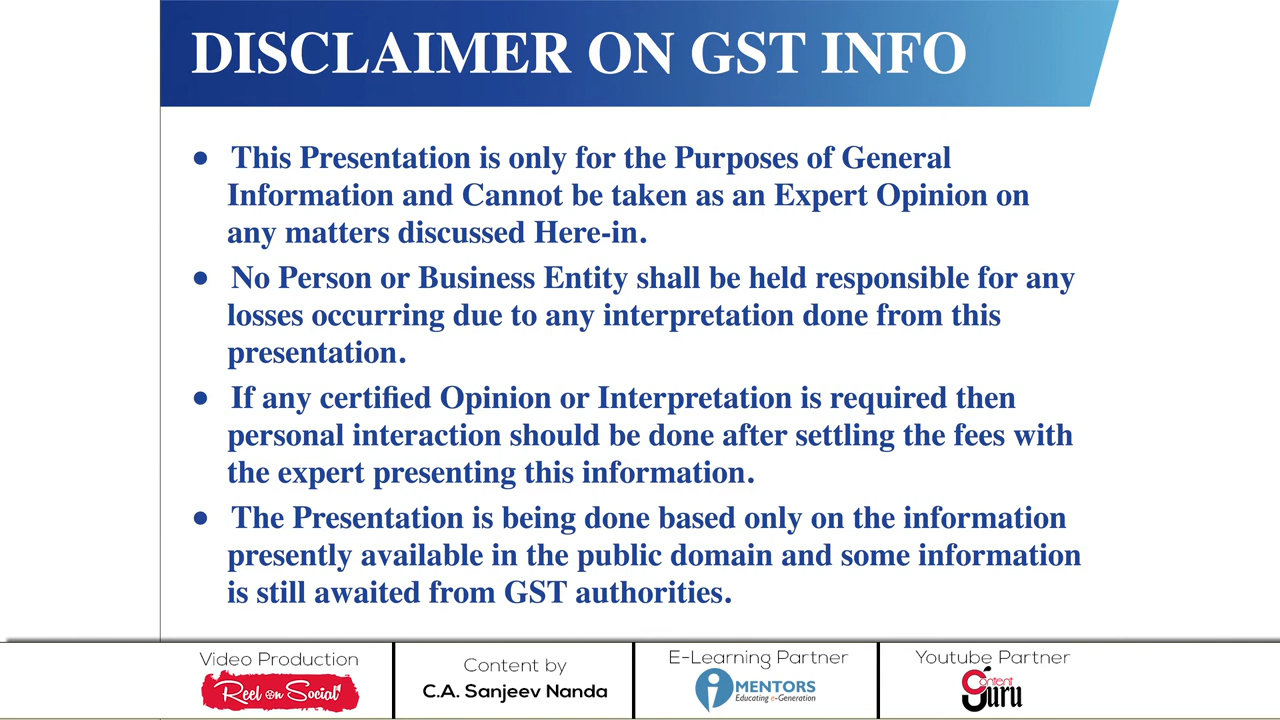 DISCLAIMER ON GST INFO
• This Presentation is only for the Purposes of General
Information and Cannot be taken as an Expert Opinion on
any matters discussed Here-in.
• No Person or Business Entity shall be held responsible for any
losses occurring due to any interpretation done from this
presentation.
• If any certified Opinion or Interpretation is required then
personal interaction should be done after settling the fees with
the expert presenting this information.
• The Presentation is being done based only on the information
presently available in the public domain and some information
is still awaited from GST authorities.
Video Production
Reel on Social
Content by
C.A. Sanjeev Nanda
E-Learning Partner
iMENTORS
Educating e-Generation
Youtube Partner
Content
Guru